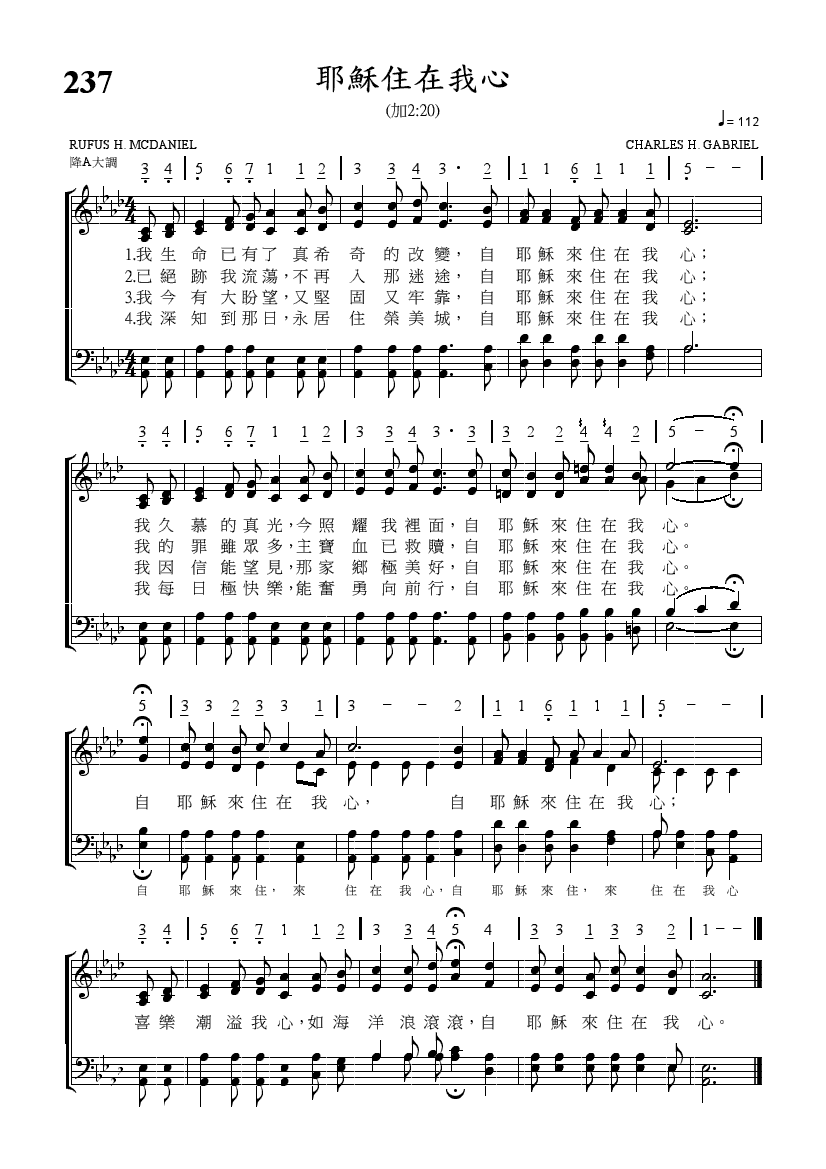 237
耶穌住在我心
(加2:20)
♩= 112
RUFUS H. MCDANIEL
CHARLES H. GABRIEL
降A大調
3 4 | 5 6 7 1 1 2 | 3 3 4 3 · 2 | 1 1 6 1 1 1 | 5 – – |
1.我生命已有了真希奇的改變，自耶穌來住在我心；
2.已絕跡我流蕩，不再入那迷途，自耶穌來住在我心；
3.我今有大盼望，又堅固又牢靠，自耶穌來住在我心；
4.我深知到那日，永居住榮美城，自耶穌來住在我心；
3 4 | 5 6 7 1 1 2 | 3 3 4 3 · 3 | 3 2 2 4 4 2 | 5 – 5 |
我久慕的真光，今照耀我裡面，自耶穌來住在我心。
我的罪雖眾多，主寶血已救贖，自耶穌來住在我心。
我因信能望見，那家鄉極美好，自耶穌來住在我心。
我每日極快樂，能奮勇向前行，自耶穌來住在我心。
5 | 3 3 2 3 3 1 | 3 – – 2 | 1 1 6 1 1 1 | 5 – – |
自耶穌來住在我心，自耶穌來住在我心；
自耶穌來住，來住在我心，自耶穌來住，來住在我心
3 4 | 5 6 7 1 1 2 | 3 3 4 5 4 | 3 3 1 3 3 2 | 1 – –
喜樂潮溢我心，如海洋浪滾滾，自耶穌來住在我心。